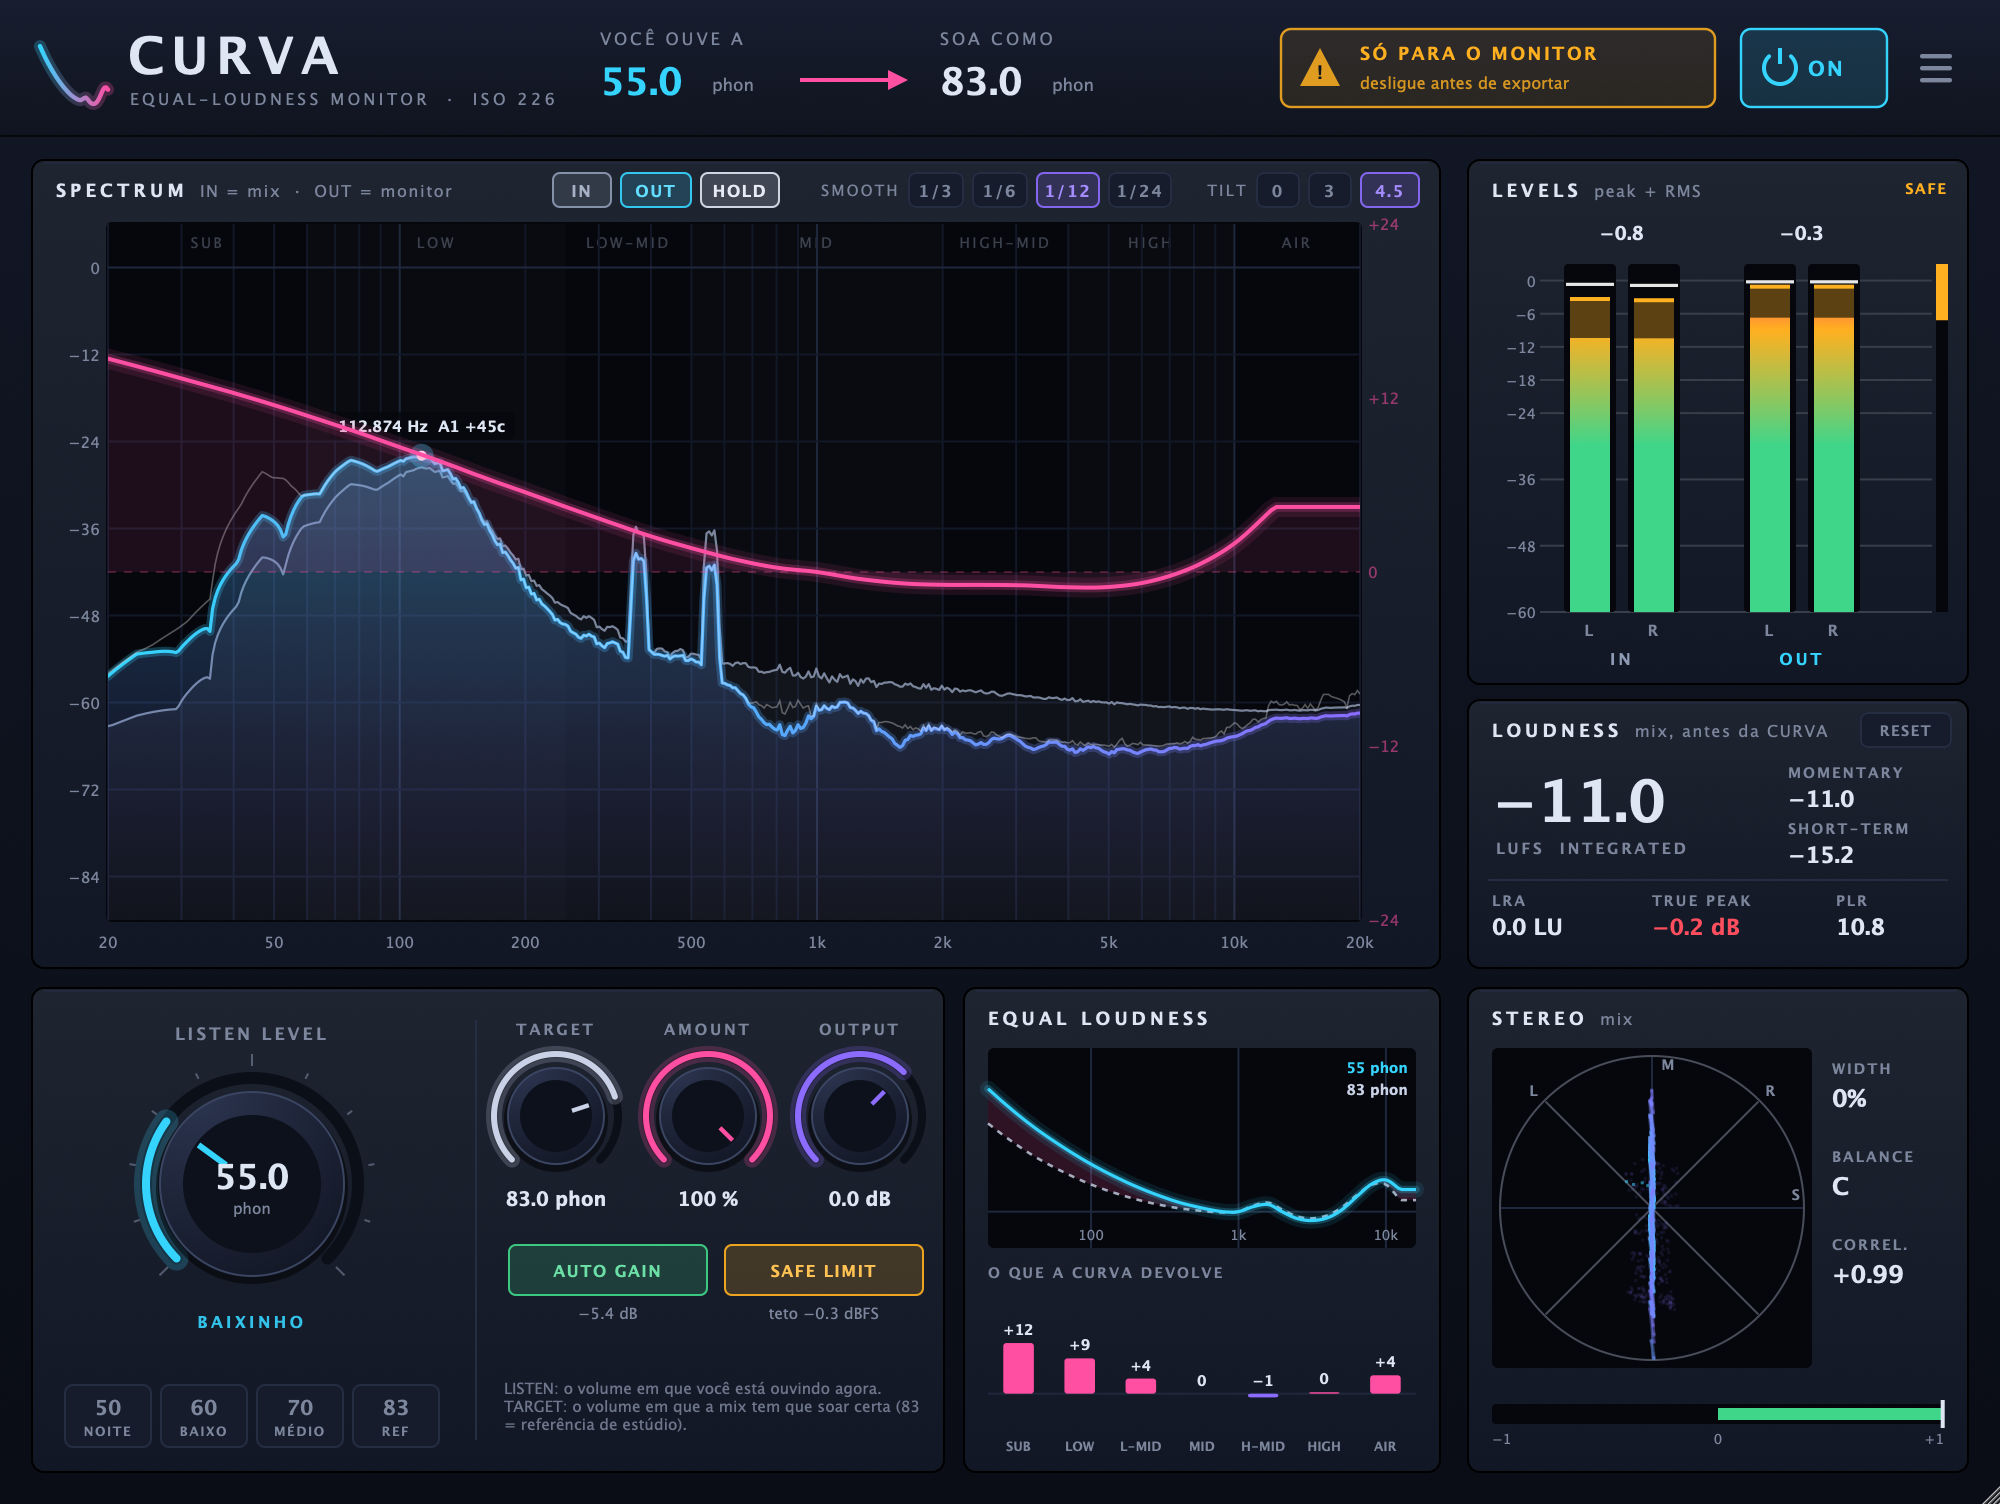 CURVA
EQUAL-LOUDNESS MONITOR · ISO 226
VOCÊ OUVE A
55.0 phon
SOA COMO
83.0 phon
! SÓ PARA O MONITOR
desligue antes de exportar
ON
SPECTRUM IN = mix · OUT = monitor
IN OUT HOLD
SMOOTH 1/3 1/6 1/12 1/24
TILT 0 3 4.5
SUB LOW LOW-MID MID HIGH-MID HIGH AIR
0
−12
−24
−36
−48
−60
−72
−84
112.874 Hz A1 +45c
+24
+12
0
−12
−24
20 50 100 200 500 1k 2k 5k 10k 20k
LEVELS peak + RMS
SAFE
−0.8 −0.3
0
−6
−12
−18
−24
−36
−48
−60
L R L R
IN OUT
LOUDNESS mix, antes da CURVA
RESET
−11.0
LUFS INTEGRATED
MOMENTARY
−11.0
SHORT-TERM
−15.2
LRA
0.0 LU
TRUE PEAK
−0.2 dB
PLR
10.8
LISTEN LEVEL
55.0
phon
BAIXINHO
50
NOITE
60
BAIXO
70
MÉDIO
83
REF
TARGET AMOUNT OUTPUT
83.0 phon 100 % 0.0 dB
AUTO GAIN
−5.4 dB
SAFE LIMIT
teto −0.3 dBFS
LISTEN: o volume em que você está ouvindo agora.
TARGET: o volume em que a mix tem que soar certa (83
= referência de estúdio).
EQUAL LOUDNESS
55 phon
83 phon
100 1k 10k
O QUE A CURVA DEVOLVE
+12 +9 +4 0 −1 0 +4
SUB LOW L-MID MID H-MID HIGH AIR
STEREO mix
M
L
R
S
WIDTH
0%
BALANCE
C
CORREL.
+0.99
−1 0 +1